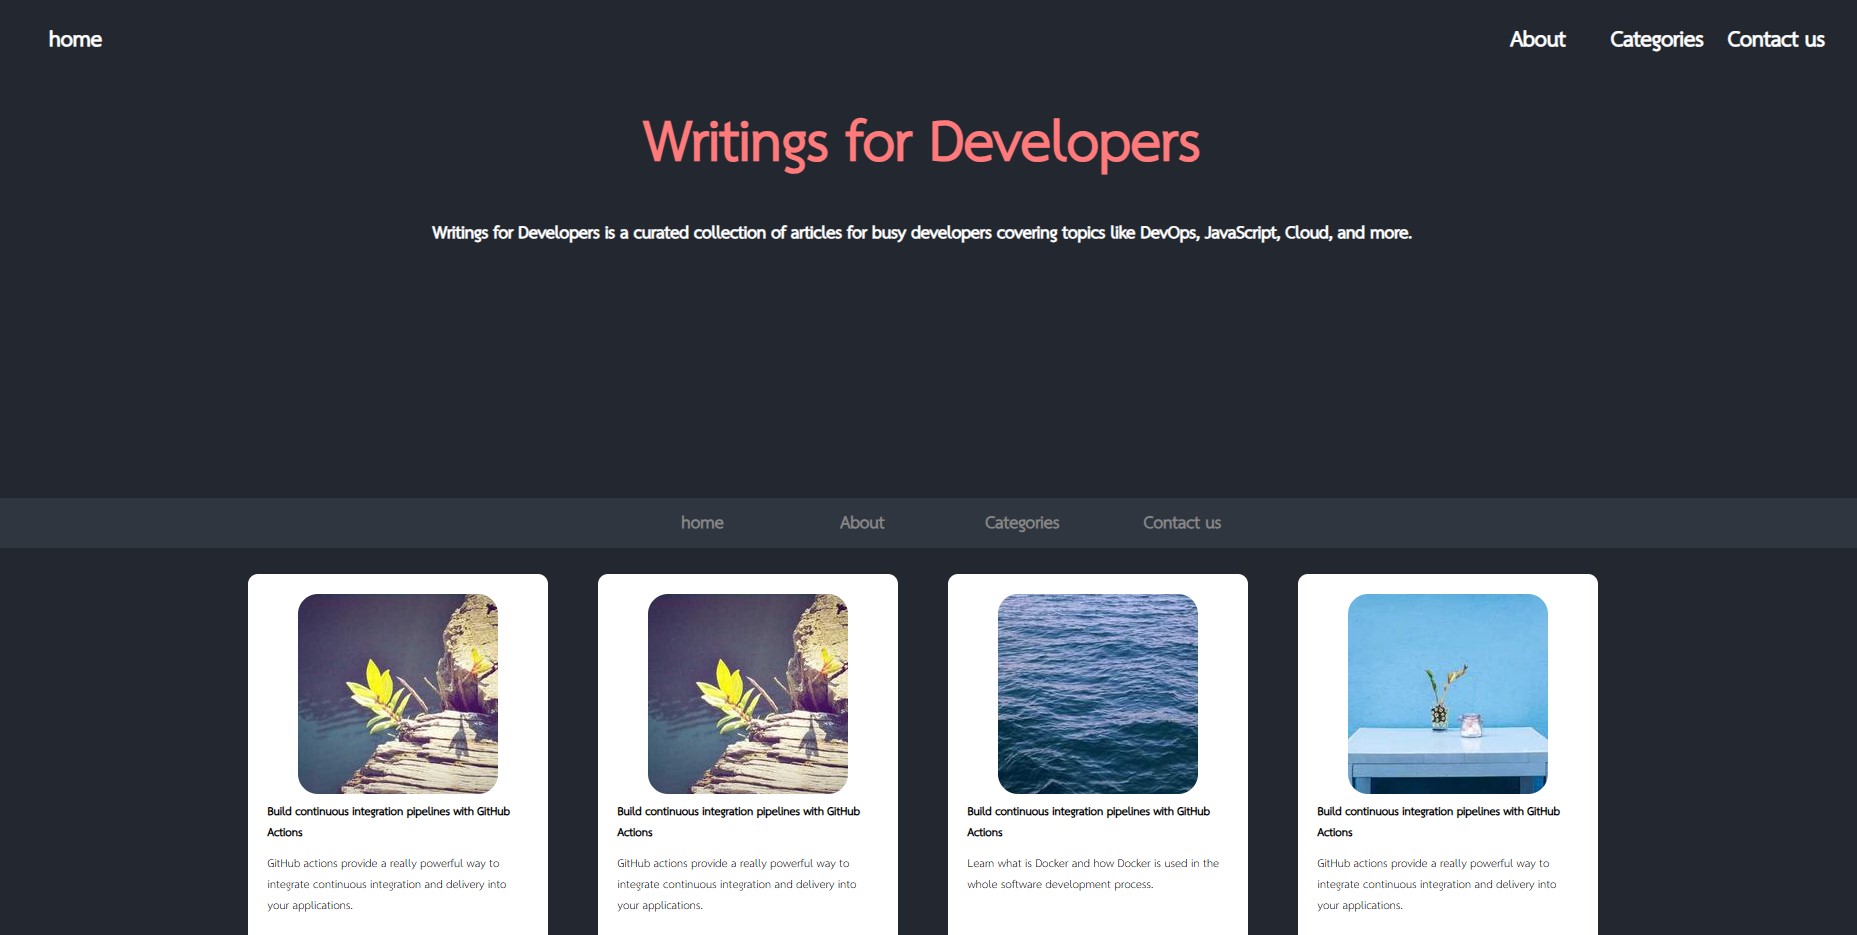 home About Categories Contact us
Writings for Developers
Writings for Developers is a curated collection of articles for busy developers covering topics like DevOps, JavaScript, Cloud, and more.
home About Categories Contact us
Build continuous integration pipelines with GitHub
Actions
GitHub actions provide a really powerful way to
integrate continuous integration and delivery into
your applications.
Build continuous integration pipelines with GitHub
Actions
GitHub actions provide a really powerful way to
integrate continuous integration and delivery into
your applications.
Build continuous integration pipelines with GitHub
Actions
Learn what is Docker and how Docker is used in the
whole software development process.
Build continuous integration pipelines with GitHub
Actions
GitHub actions provide a really powerful way to
integrate continuous integration and delivery into
your applications.